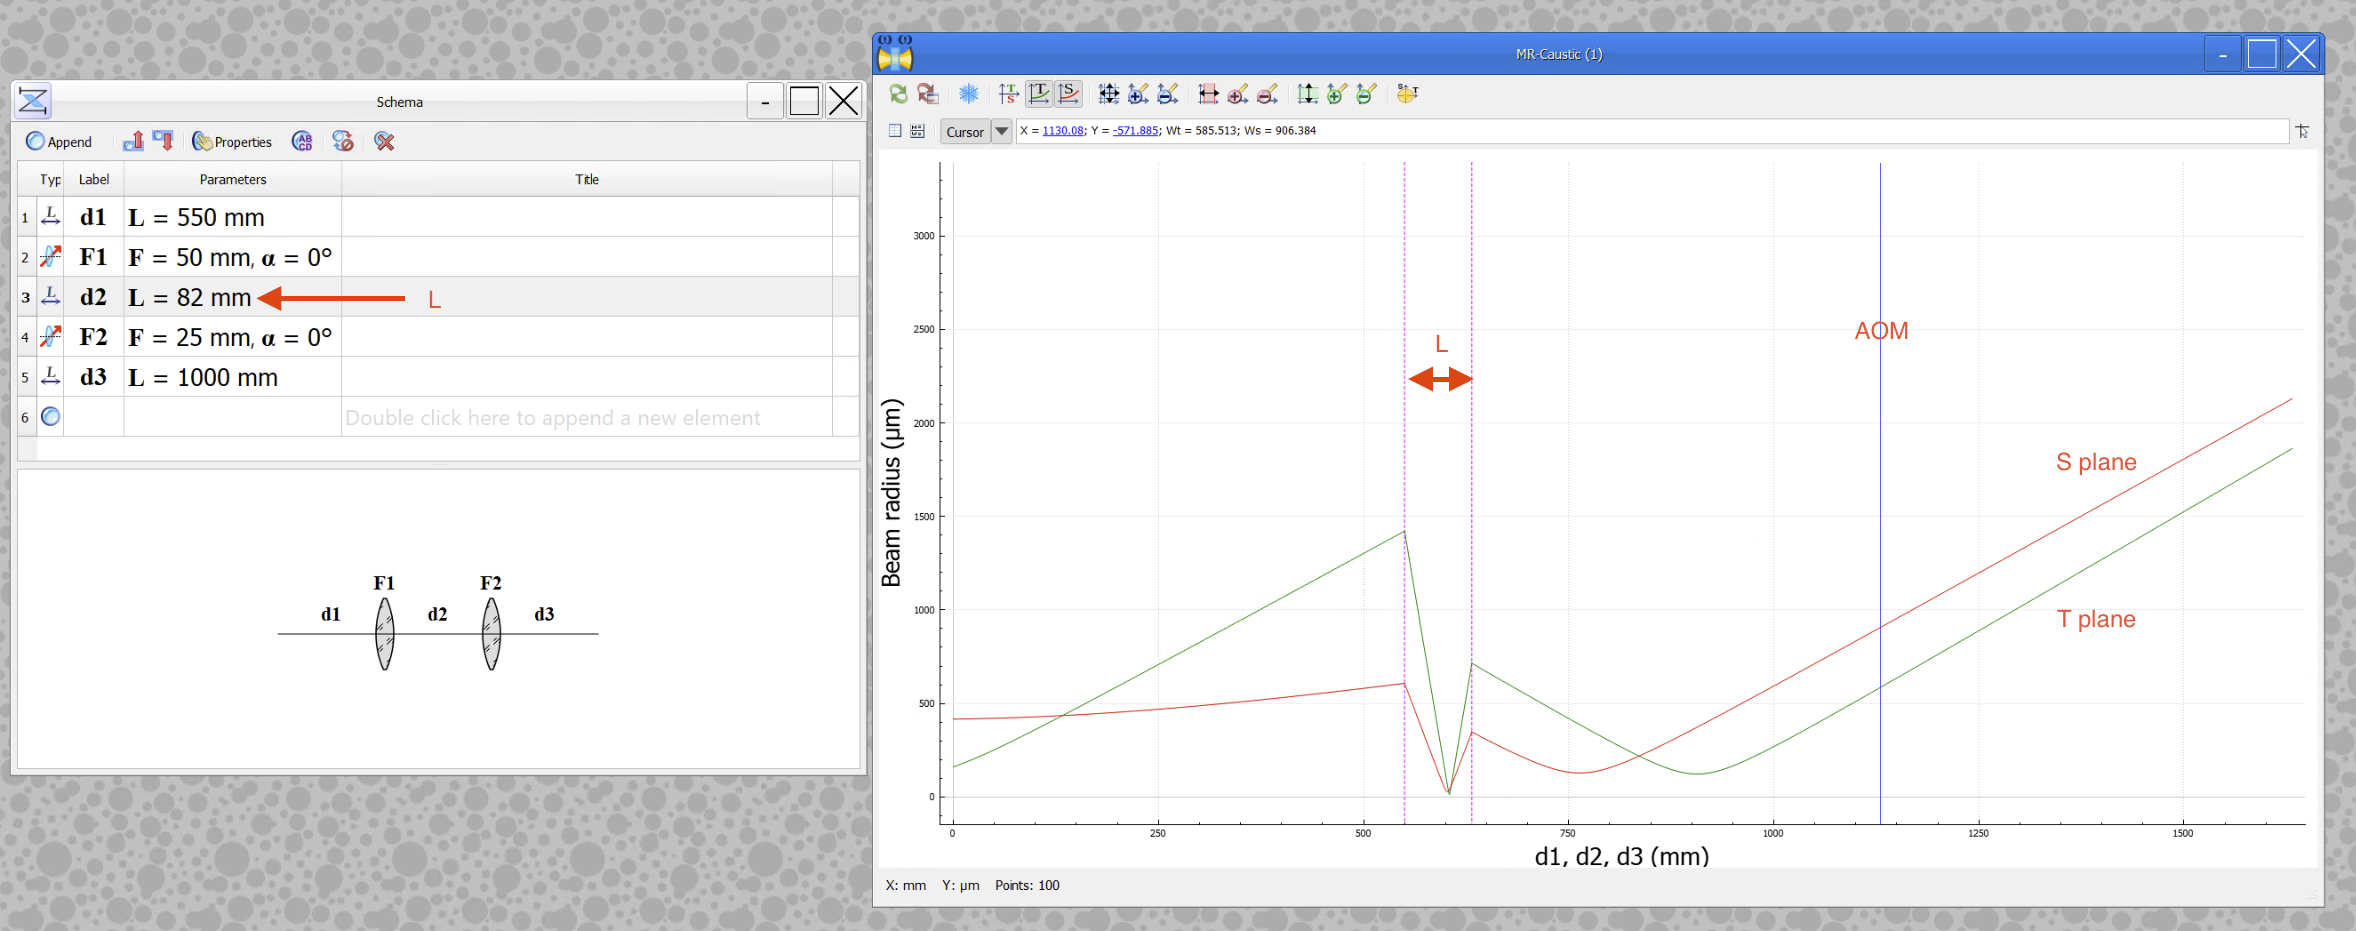 Schema
Append
Properties
Typ Label Parameters Title
1 L d1 L = 550 mm
2 F1 F = 50 mm, α = 0°
3 L d2 L = 82 mm L
4 F2 F = 25 mm, α = 0°
5 L d3 L = 1000 mm
6 Double click here to append a new element
F1 F2
d1 d2 d3
ω ω
MR-Caustic (1)
Cursor X = 1130.08; Y = -571.885; Wt = 585.513; Ws = 906.384
Beam radius (µm)
3000
2500
2000
1500
1000
500
0
L
AOM
S plane
T plane
0 250 500 750 1000 1250 1500
d1, d2, d3 (mm)
X: mm Y: µm Points: 100